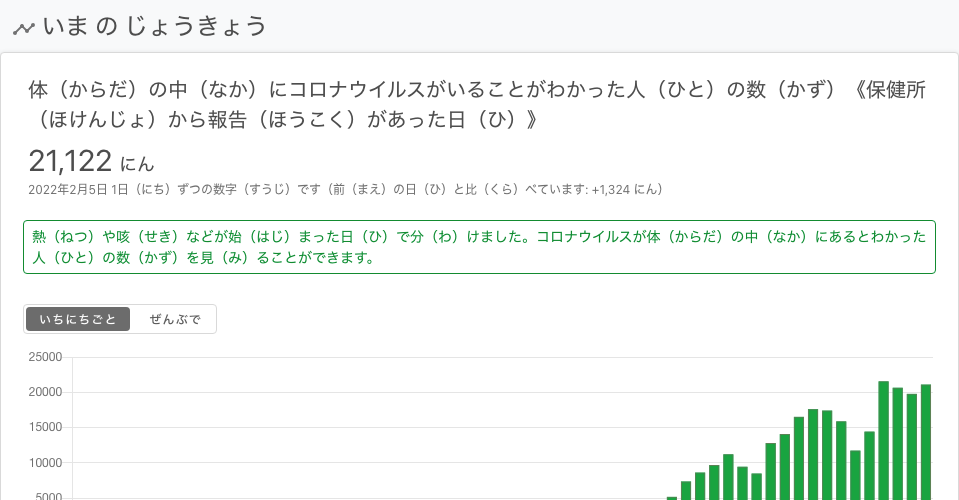 いま の じょうきょう
体（からだ）の中（なか）にコロナウイルスがいることがわかった人（ひと）の数（かず）《保健所
（ほけんじょ）から報告（ほうこく）があった日（ひ）》
21,122 にん
2022年2月5日 1日（にち）ずつの数字（すうじ）です（前（まえ）の日（ひ）と比（くら）べています: +1,324 にん）
熱（ねつ）や咳（せき）などが始（はじ）まった日（ひ）で分（わ）けました。コロナウイルスが体（からだ）の中（なか）にあるとわかった
人（ひと）の数（かず）を見（み）ることができます。
いちにちごと ぜんぶで
25000
20000
15000
10000
5000